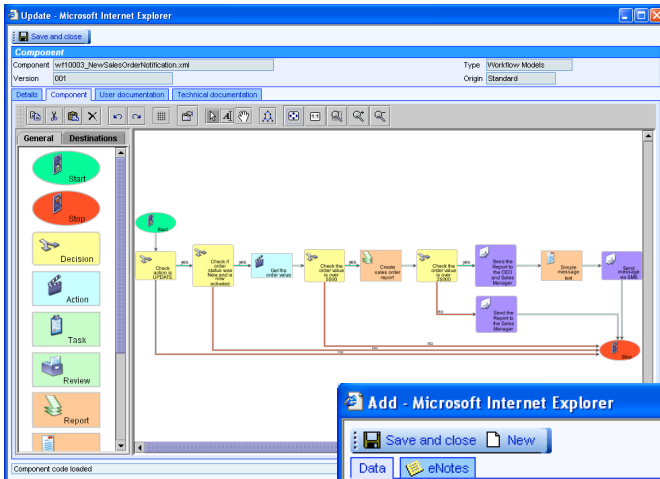 Update - Microsoft Internet Explorer
Save and close
Component
Component wf10003_NewSalesOrderNotification.xml Type Workflow Models
Version 001 Origin Standard
Details Component User documentation Technical documentation
General Destinations
Start
Stop
Decision
Action
Task
Review
Report
Start
Check
action is
UPDATE
yes
Check if
order
status was
New and is
now
activated
yes
Get the
order value
Check the
order value
is over
5000
yes
Create
sales order
report
Check the
order value
is over
25000
yes
Send the
Report to
the CEO
and Sales
Manager
Simple
message
text
Send
message
via SMS
no
Send the
Report to
the Sales
Manager
no
no
no
Stop
Component code loaded
Add - Microsoft Internet Explorer
Save and close New
Data eNotes